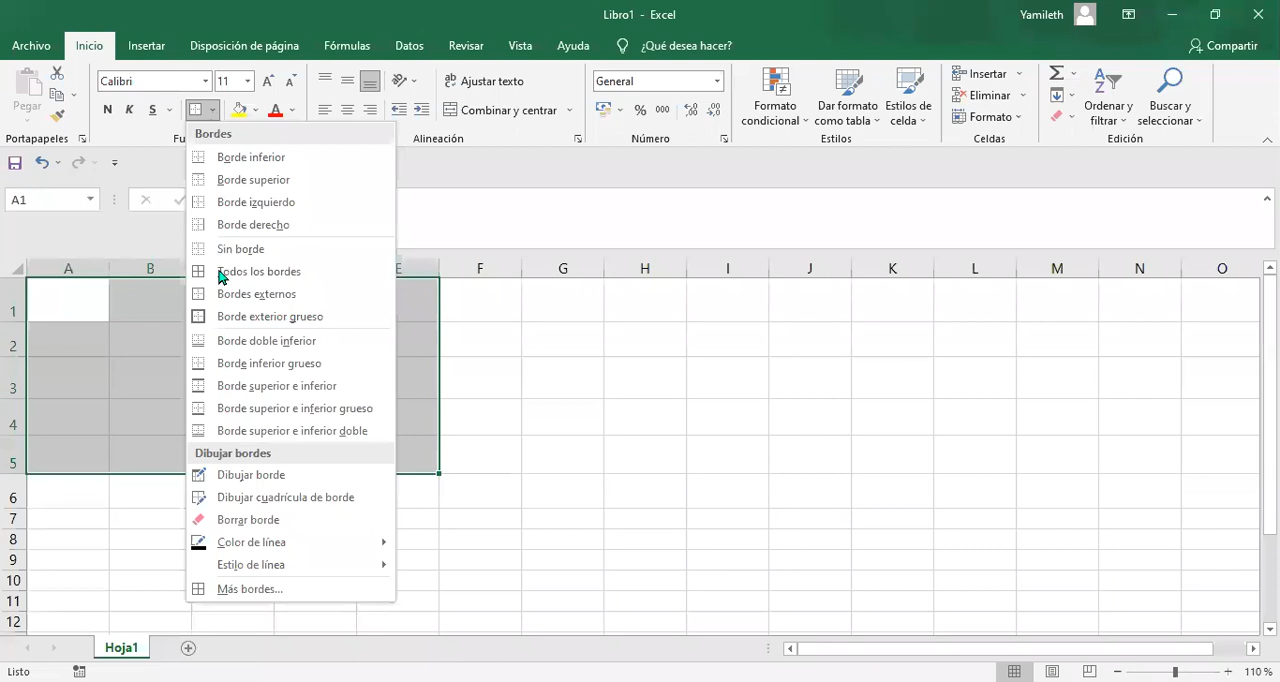 Libro1 - Excel
Yamileth
Archivo Inicio Insertar Disposición de página Fórmulas Datos Revisar Vista Ayuda ¿Qué desea hacer? Compartir
Pegar
Calibri 11
N K S
Ajustar texto
Combinar y centrar
General
% 000
Formato condicional
Dar formato como tabla
Estilos de celda
Insertar
Eliminar
Formato
Ordenar y filtrar
Buscar y seleccionar
Portapapeles Fu Alineación Número Estilos Celdas Edición
A1
Bordes
Borde inferior
Borde superior
Borde izquierdo
Borde derecho
Sin borde
Todos los bordes
Bordes externos
Borde exterior grueso
Borde doble inferior
Borde inferior grueso
Borde superior e inferior
Borde superior e inferior grueso
Borde superior e inferior doble
Dibujar bordes
Dibujar borde
Dibujar cuadrícula de borde
Borrar borde
Color de línea
Estilo de línea
Más bordes...
A B E F G H I J K L M N O
1
2
3
4
5
6
7
8
9
10
11
12
Hoja1
Listo
110 %